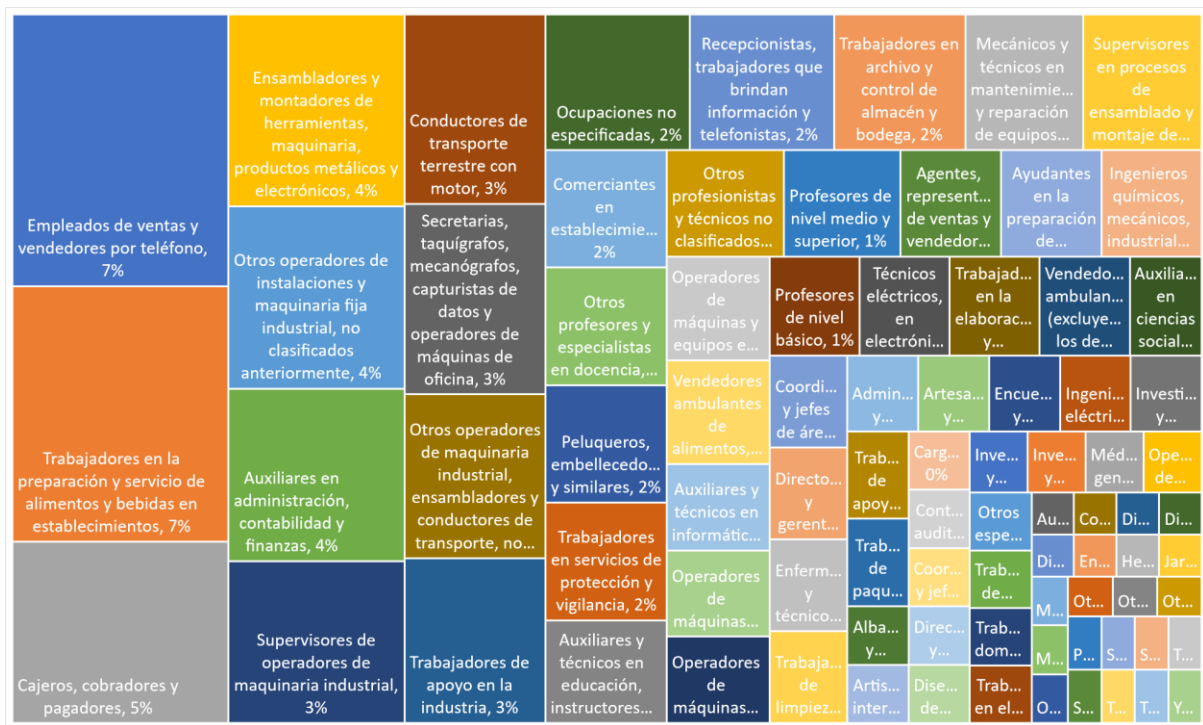 Empleados de ventas y
vendedores por teléfono,
7%
Trabajadores en la
preparación y servicio de
alimentos y bebidas en
establecimientos, 7%
Cajeros, cobradores y
pagadores, 5%
Ensambladores y
montadores de
herramientas,
maquinaria,
productos metálicos y
electrónicos, 4%
Otros operadores de
instalaciones y
maquinaria fija
industrial, no
clasificados
anteriormente, 4%
Auxiliares en
administración,
contabilidad y
finanzas, 4%
Supervisores de
operadores de
maquinaria industrial,
3%
Conductores de
transporte
terrestre con
motor, 3%
Secretarias,
taquígrafos,
mecanógrafos,
capturistas de
datos y
operadores de
máquinas de
oficina, 3%
Otros operadores
de maquinaria
industrial,
ensambladores y
conductores de
transporte, no...
Trabajadores de
apoyo en la
industria, 3%
Ocupaciones no
especificadas, 2%
Comerciantes
en
establecimie...
2%
Otros
profesores y
especialistas
en docencia,...
Peluqueros,
embellecedo...
y similares, 2%
Trabajadores
en servicios de
protección y
vigilancia, 2%
Auxiliares y
técnicos en
educación,
instructores...
Recepcionistas,
trabajadores que
brindan
información y
telefonistas, 2%
Trabajadores en
archivo y
control de
almacén y
bodega, 2%
Mecánicos y
técnicos en
mantenimie...
y reparación
de equipos...
Supervisores
en procesos
de
ensamblado y
montaje de...
Otros
profesionistas
y técnicos no
clasificados...
Profesores de
nivel medio y
superior, 1%
Agentes,
represent...
de ventas y
vendedor...
Ayudantes
en la
preparación
de...
Ingenieros
químicos,
mecánicos,
industrial...
Operadores
de
máquinas y
equipos e...
Vendedores
ambulantes
de
alimentos,...
Auxiliares y
técnicos en
informátic...
Operadores
de
máquinas...
Operadores
de
máquinas...
Profesores
de nivel
básico, 1%
Técnicos
eléctricos,
en
electróni...
Trabajad...
en la
elaborac...
y...
Vendedo...
ambulan...
(excluye...
los de...
Auxilia...
en
ciencias
social...
Coordi...
y jefes
de áre...
Directo...
y
gerent...
Enferm...
y
técnico...
Trabaja...
de
limpiez...
Admin...
y...
Artesa...
y...
Encue...
y...
Ingeni...
eléctri...
Investi...
y...
Trab...
de
apoy...
Trab...
de
paqu...
Alba...
y...
Artis...
inter...
Carg...
0%
Cont...
audit...
Coor...
y jef...
Direc...
y...
Dise...
de...
Inve...
y...
Inve...
y...
Méd...
gen...
Ope...
de...
Otros
espe...
Trab...
de...
Trab...
dom...
Trab...
en el...
Au...
Co...
Di...
Di...
Di...
En...
He...
Jar...
M...
M...
O...
Ot...
Ot...
Ot...
P...
S...
S...
T...
S...
T...
T...
Y...